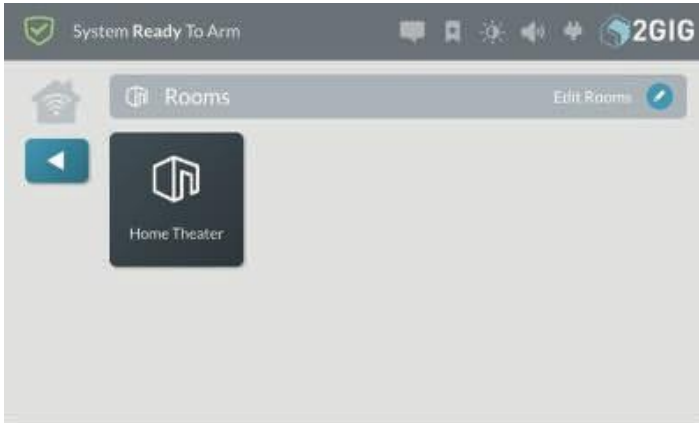 System Ready To Arm
2GIG
Rooms
Edit Rooms
Home Theater